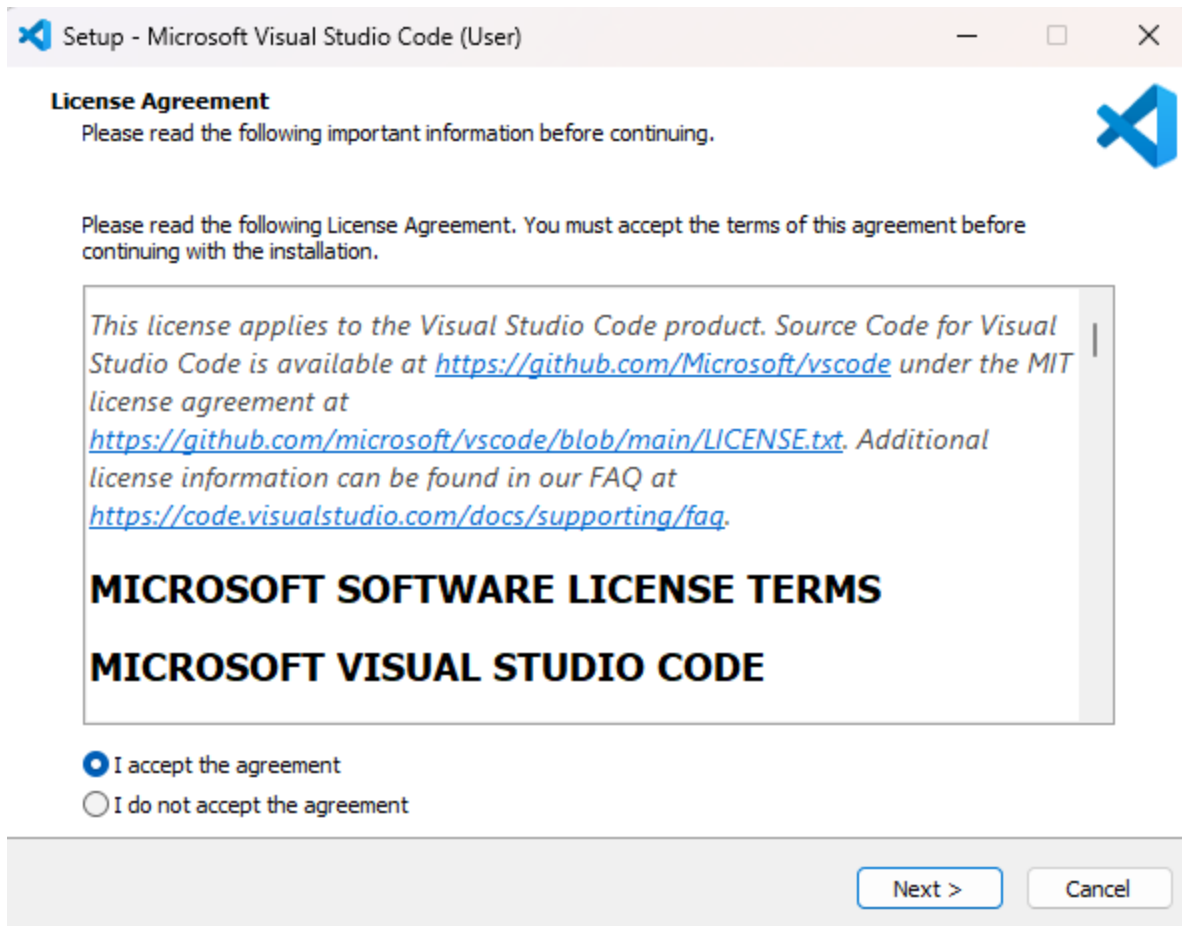 Setup - Microsoft Visual Studio Code (User)
License Agreement
Please read the following important information before continuing.
Please read the following License Agreement. You must accept the terms of this agreement before
continuing with the installation.
This license applies to the Visual Studio Code product. Source Code for Visual
Studio Code is available at https://github.com/Microsoft/vscode under the MIT
license agreement at
https://github.com/microsoft/vscode/blob/main/LICENSE.txt. Additional
license information can be found in our FAQ at
https://code.visualstudio.com/docs/supporting/faq.
MICROSOFT SOFTWARE LICENSE TERMS
MICROSOFT VISUAL STUDIO CODE
I accept the agreement
I do not accept the agreement
Next >
Cancel